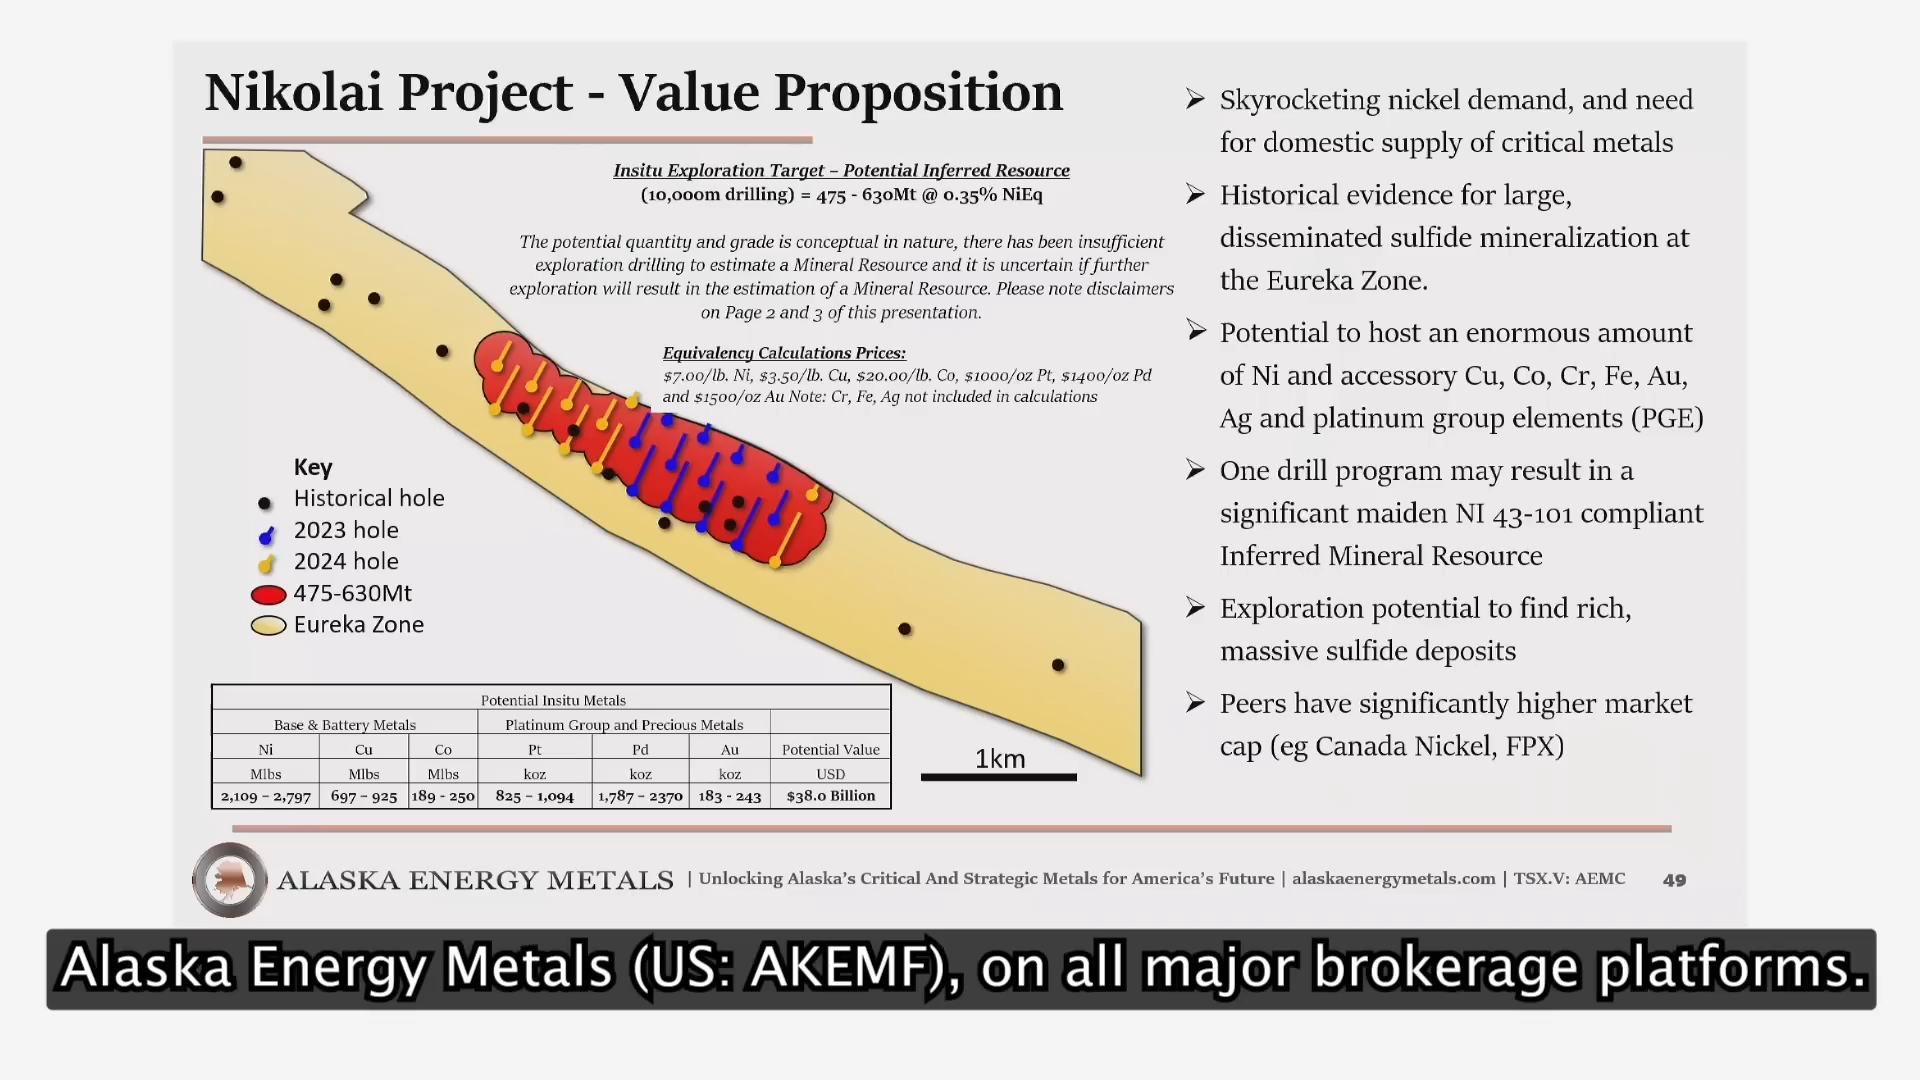 Nikolai Project - Value Proposition
Insitu Exploration Target – Potential Inferred Resource
(10,000m drilling) = 475 - 630Mt @ 0.35% NiEq
The potential quantity and grade is conceptual in nature, there has been insufficient
exploration drilling to estimate a Mineral Resource and it is uncertain if further
exploration will result in the estimation of a Mineral Resource. Please note disclaimers
on Page 2 and 3 of this presentation.
Equivalency Calculations Prices:
$7.00/lb. Ni, $3.50/lb. Cu, $20.00/lb. Co, $1000/oz Pt, $1400/oz Pd
and $1500/oz Au Note: Cr, Fe, Ag not included in calculations
Key
Historical hole
2023 hole
2024 hole
475-630Mt
Eureka Zone
1km
Potential Insitu Metals
Base & Battery Metals Platinum Group and Precious Metals
Ni Cu Co Pt Pd Au Potential Value
Mlbs Mlbs Mlbs koz koz koz USD
2,109 – 2,797 697 – 925 189 - 250 825 – 1,094 1,787 – 2370 183 - 243 $38.0 Billion
➢ Skyrocketing nickel demand, and need
for domestic supply of critical metals
➢ Historical evidence for large,
disseminated sulfide mineralization at
the Eureka Zone.
➢ Potential to host an enormous amount
of Ni and accessory Cu, Co, Cr, Fe, Au,
Ag and platinum group elements (PGE)
➢ One drill program may result in a
significant maiden NI 43-101 compliant
Inferred Mineral Resource
➢ Exploration potential to find rich,
massive sulfide deposits
➢ Peers have significantly higher market
cap (eg Canada Nickel, FPX)
ALASKA ENERGY METALS | Unlocking Alaska's Critical And Strategic Metals for America's Future | alaskaenergymetals.com | TSX.V: AEMC 49
Alaska Energy Metals (US: AKEMF), on all major brokerage platforms.